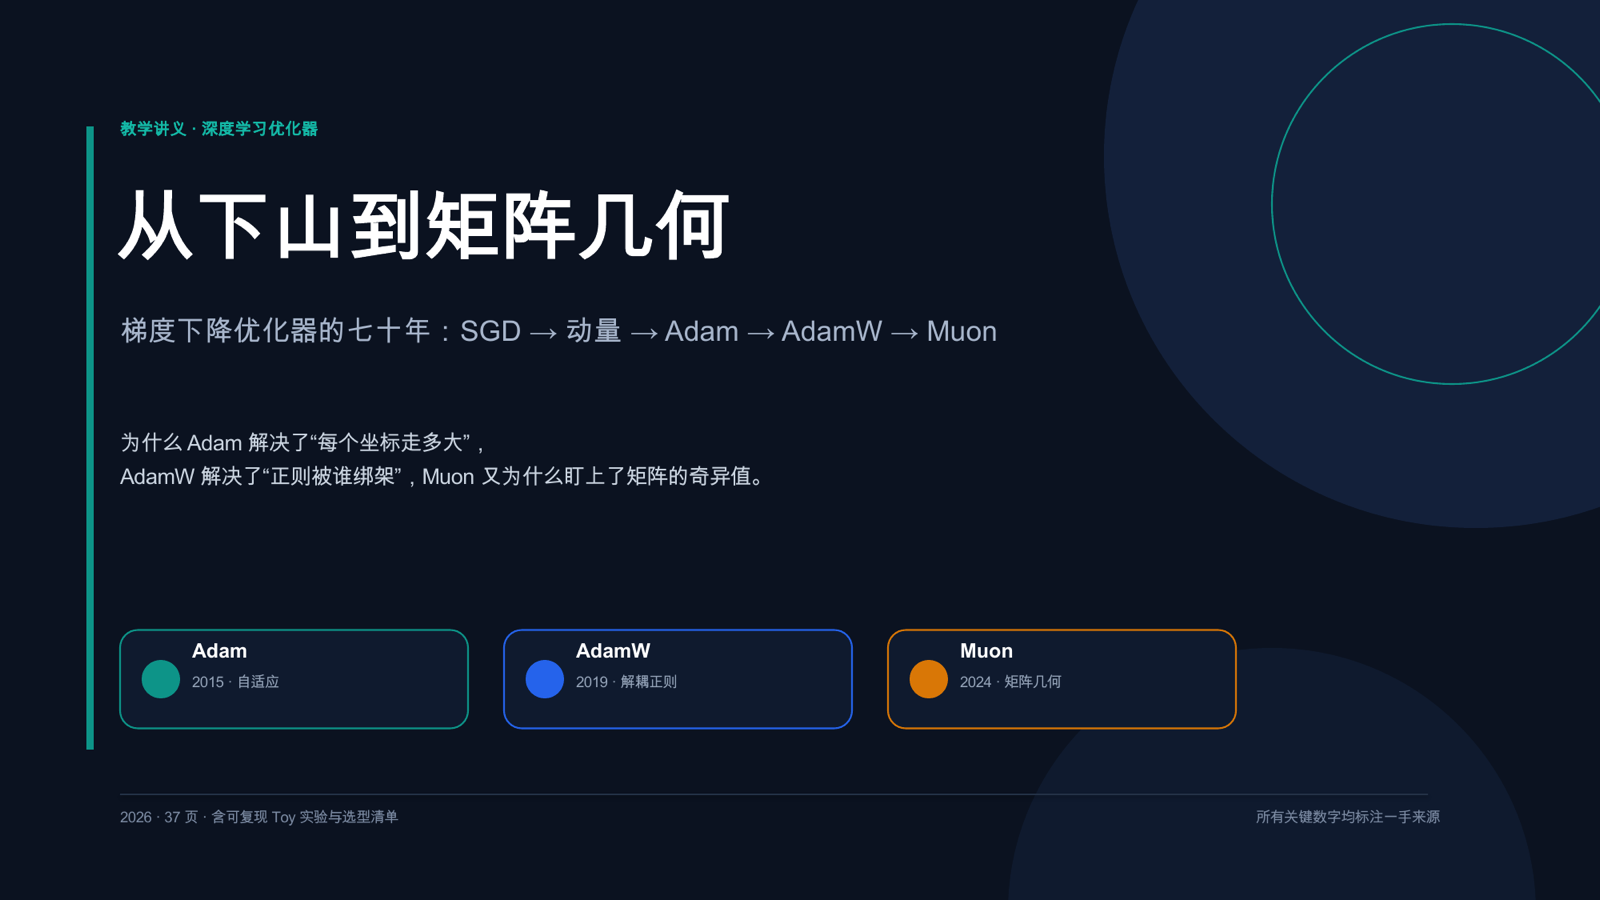 教学讲义 · 深度学习优化器
从下山到矩阵几何
梯度下降优化器的七十年：SGD → 动量 → Adam → AdamW → Muon
为什么 Adam 解决了“每个坐标走多大”，
AdamW 解决了“正则被谁绑架”，Muon 又为什么盯上了矩阵的奇异值。
Adam
2015 · 自适应
AdamW
2019 · 解耦正则
Muon
2024 · 矩阵几何
2026 · 37 页 · 含可复现 Toy 实验与选型清单
所有关键数字均标注一手来源